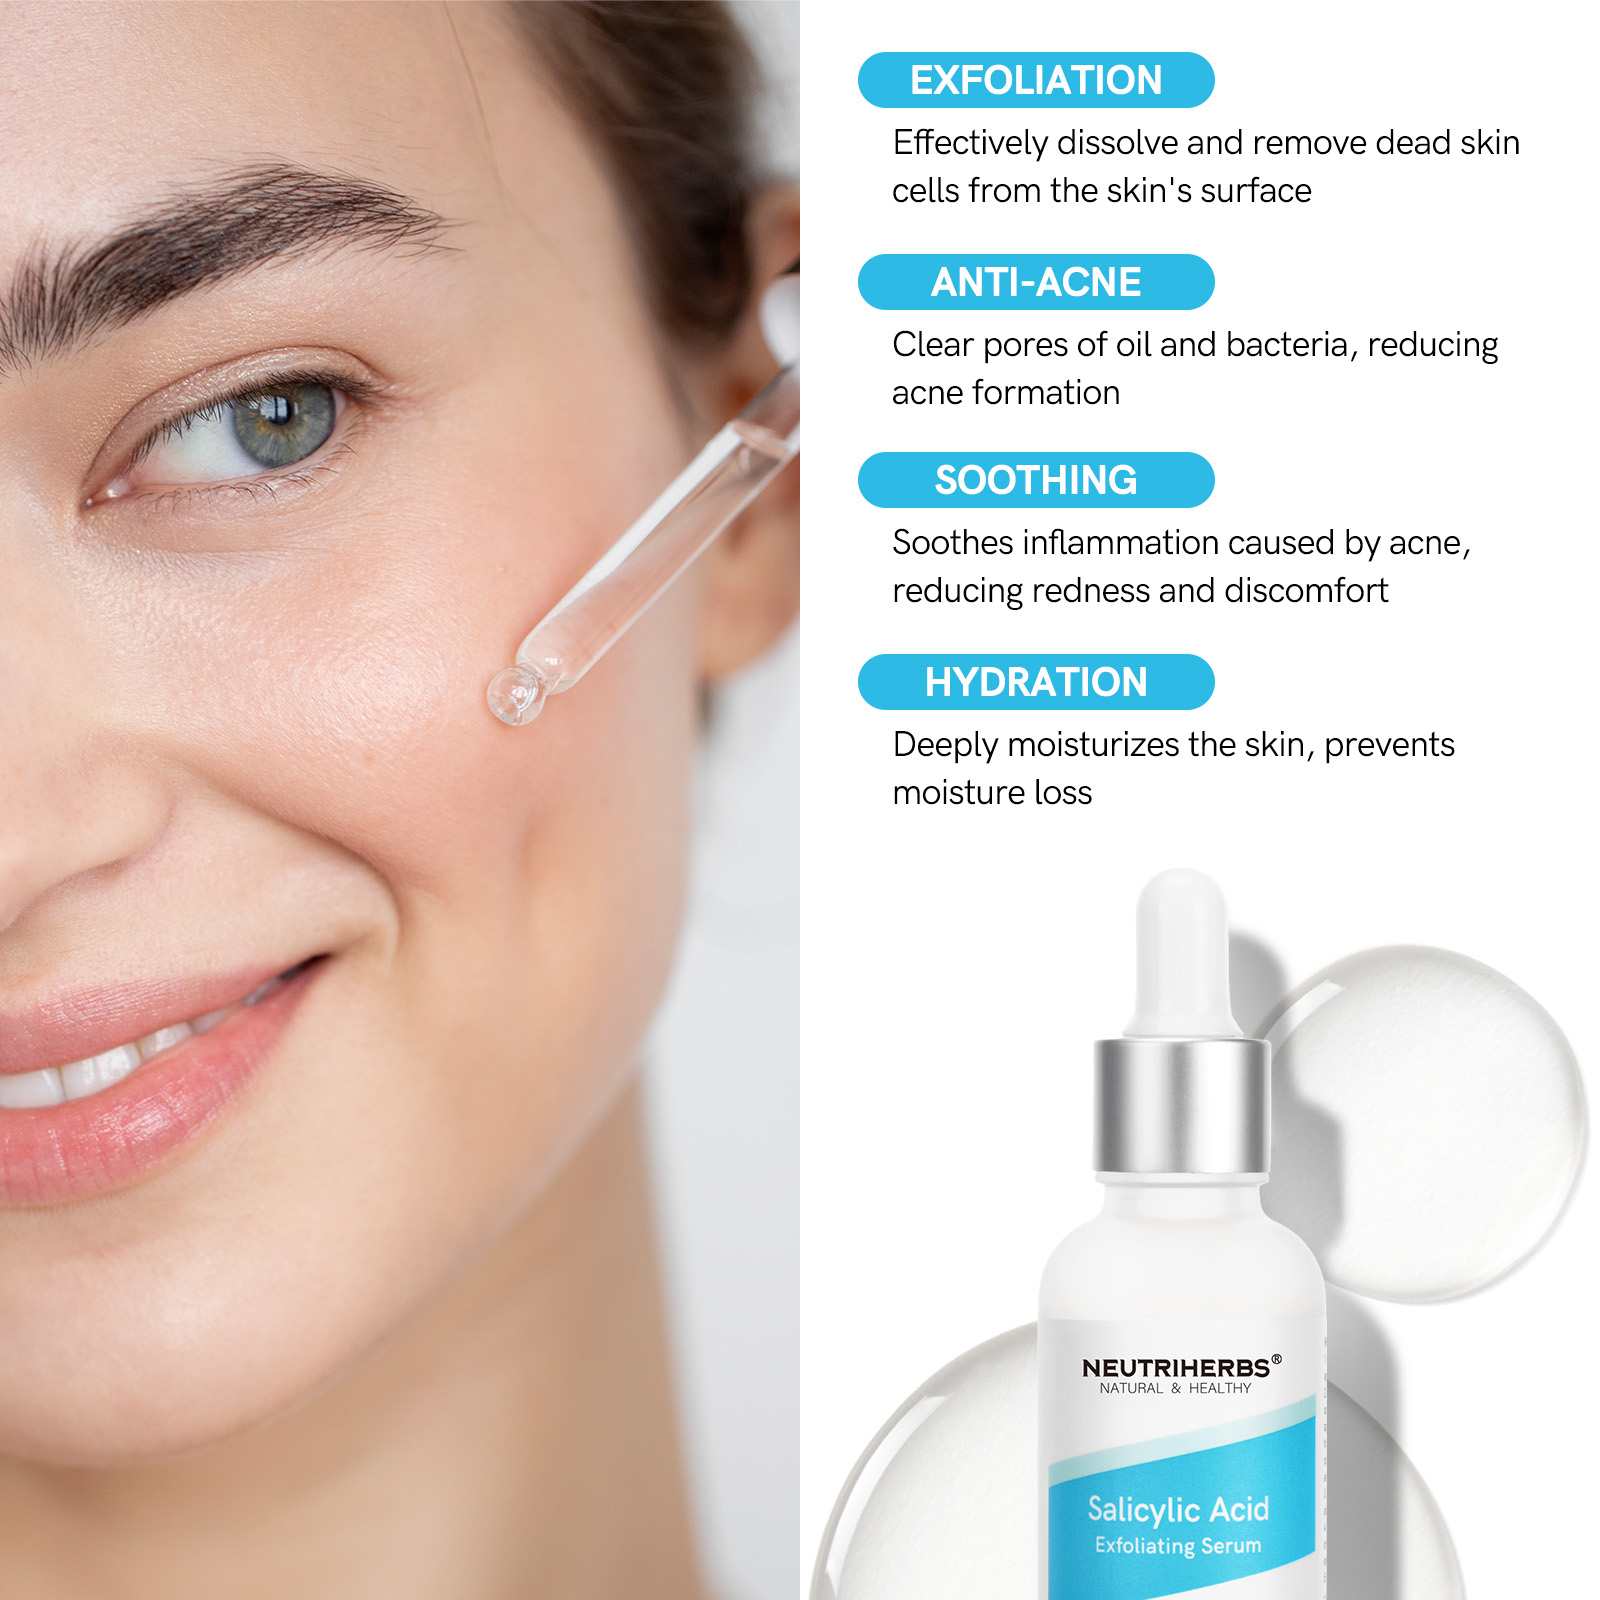 EXFOLIATION
Effectively dissolve and remove dead skin
cells from the skin's surface
ANTI-ACNE
Clear pores of oil and bacteria, reducing
acne formation
SOOTHING
Soothes inflammation caused by acne,
reducing redness and discomfort
HYDRATION
Deeply moisturizes the skin, prevents
moisture loss
NEUTRIHERBS®
NATURAL & HEALTHY
Salicylic Acid
Exfoliating Serum